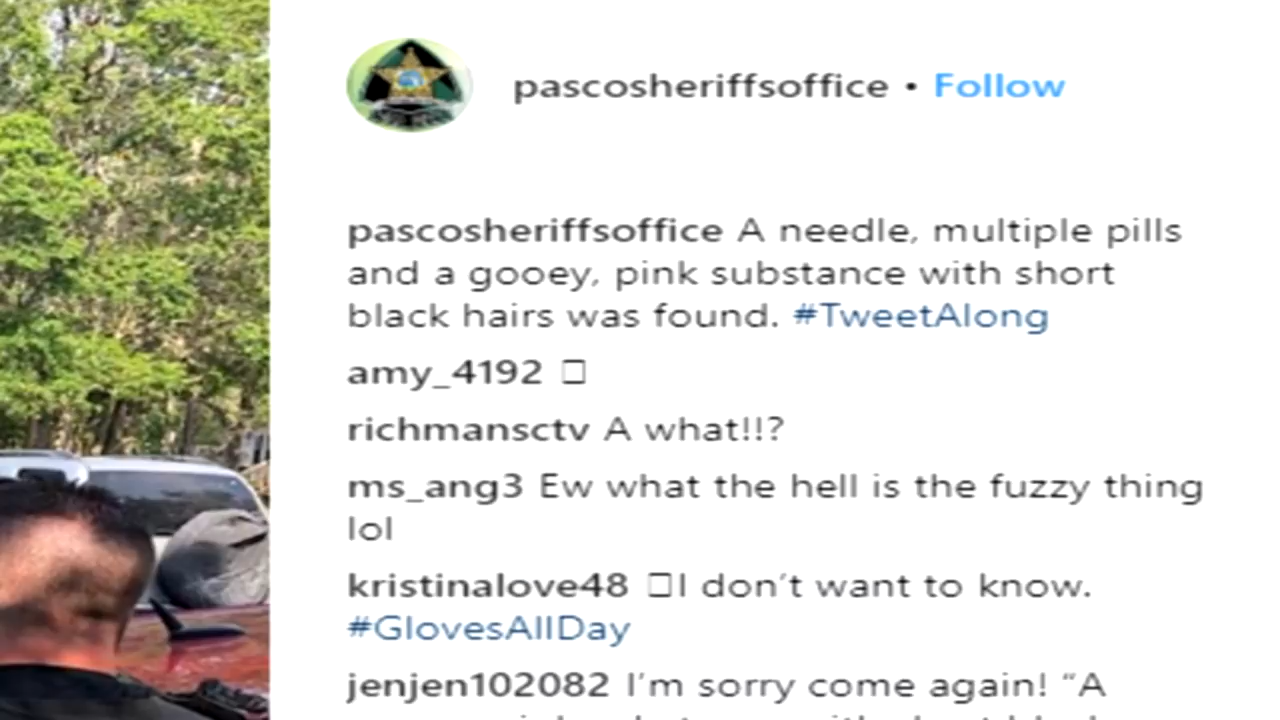 pascosheriffsoffice • Follow
pascosheriffsoffice A needle, multiple pills
and a gooey, pink substance with short
black hairs was found. #TweetAlong
amy_4192 □
richmansctv A what!!?
ms_ang3 Ew what the hell is the fuzzy thing
lol
kristinalove48 □I don't want to know.
#GlovesAllDay
jenjen102082 I'm sorry come again! “A